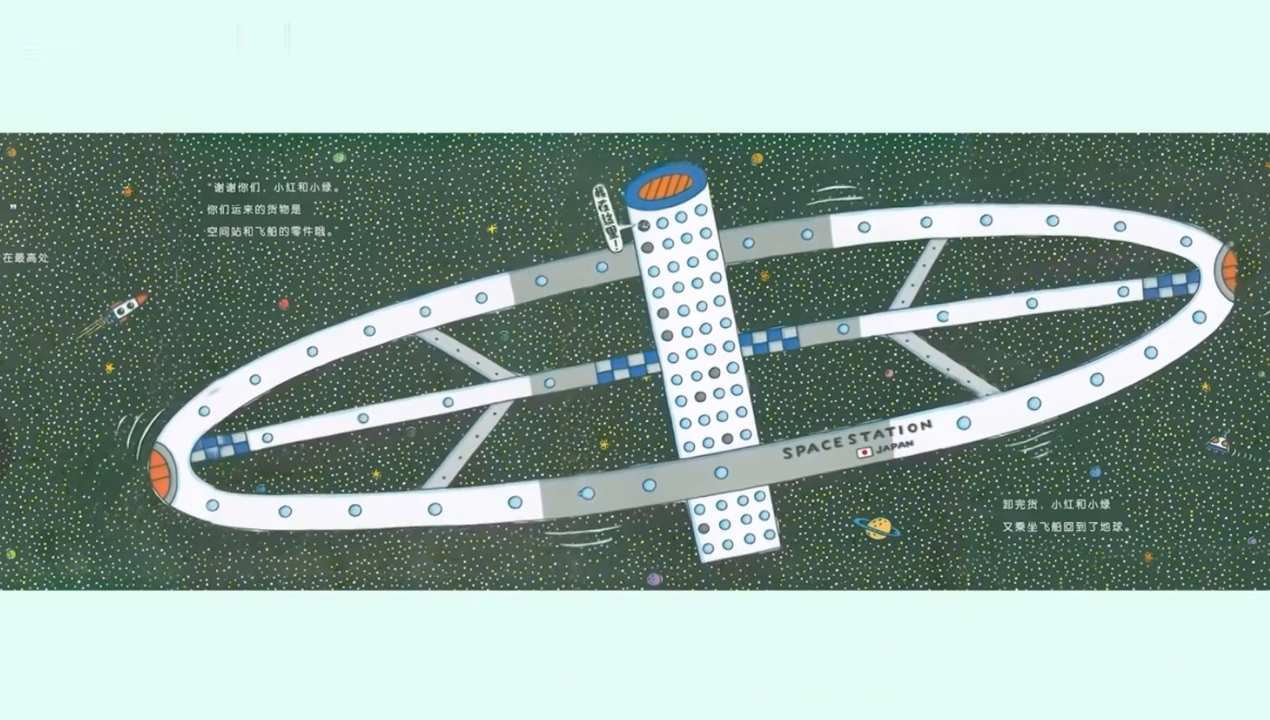 "谢谢你们，小红和小绿。
你们运来的货物是
空间站和飞船的零件哦。"
"
在最高处
我在这里！
SPACE STATION
JAPAN
卸完货，小红和小绿
又乘坐飞船回到了地球。